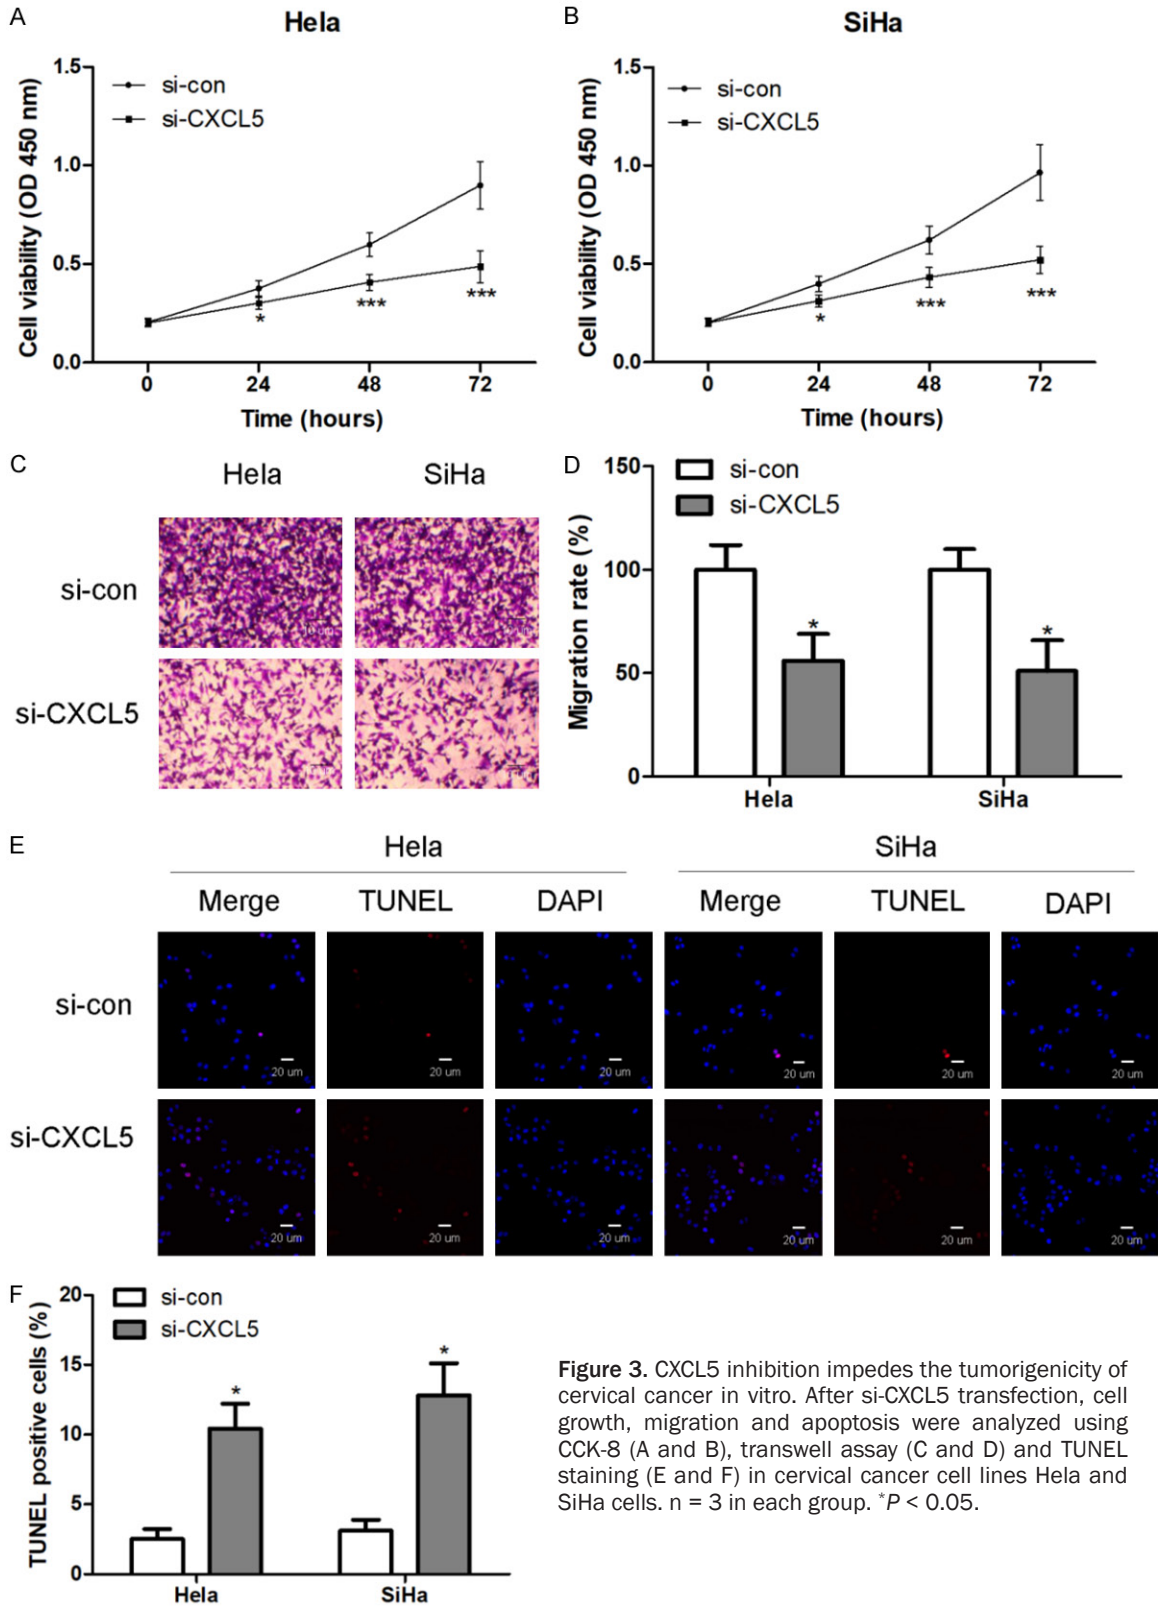 A
Hela
1.5
1.0
0.5
0.0
Cell viability (OD 450 nm)
si-con
si-CXCL5
*
***
***
0 24 48 72
Time (hours)
B
SiHa
1.5
1.0
0.5
0.0
Cell viability (OD 450 nm)
si-con
si-CXCL5
*
***
***
0 24 48 72
Time (hours)
C
Hela SiHa
si-con
si-CXCL5
D
150
100
50
0
Migration rate (%)
si-con
si-CXCL5
*
*
Hela SiHa
E
Hela SiHa
Merge TUNEL DAPI Merge TUNEL DAPI
si-con
20 um 20 um 20 um 20 um 20 um 20 um
si-CXCL5
20 um 20 um 20 um 20 um 20 um 20 um
F
20
15
10
5
0
TUNEL positive cells (%)
si-con
si-CXCL5
*
*
Hela SiHa
Figure 3. CXCL5 inhibition impedes the tumorigenicity of
cervical cancer in vitro. After si-CXCL5 transfection, cell
growth, migration and apoptosis were analyzed using
CCK-8 (A and B), transwell assay (C and D) and TUNEL
staining (E and F) in cervical cancer cell lines Hela and
SiHa cells. n = 3 in each group. *P < 0.05.